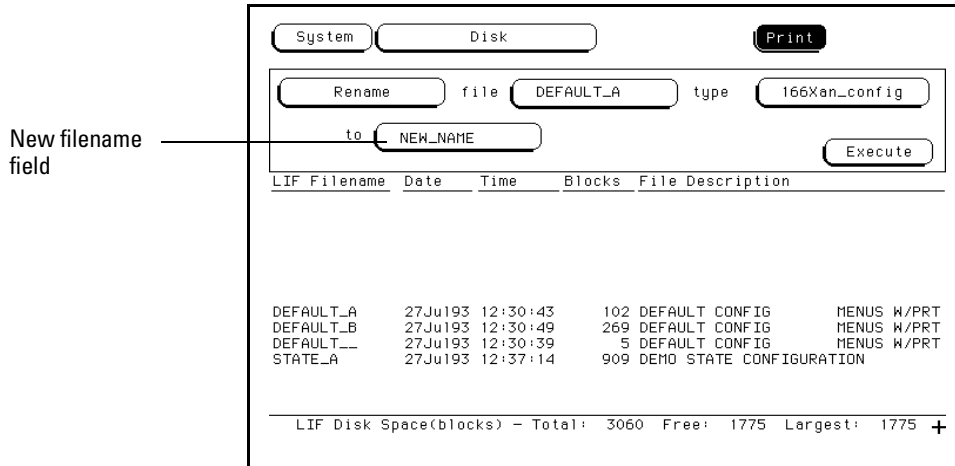 System Disk Print
Rename file DEFAULT_A type 166Xan_config
New filename field
to NEW_NAME
Execute
LIF Filename Date Time Blocks File Description
DEFAULT_A 27Jul93 12:30:43 102 DEFAULT CONFIG MENUS W/PRT
DEFAULT_B 27Jul93 12:30:49 269 DEFAULT CONFIG MENUS W/PRT
DEFAULT__ 27Jul93 12:30:39 5 DEFAULT CONFIG MENUS W/PRT
STATE_A 27Jul93 12:37:14 909 DEMO STATE CONFIGURATION
LIF Disk Space(blocks) – Total: 3060 Free: 1775 Largest: 1775 +